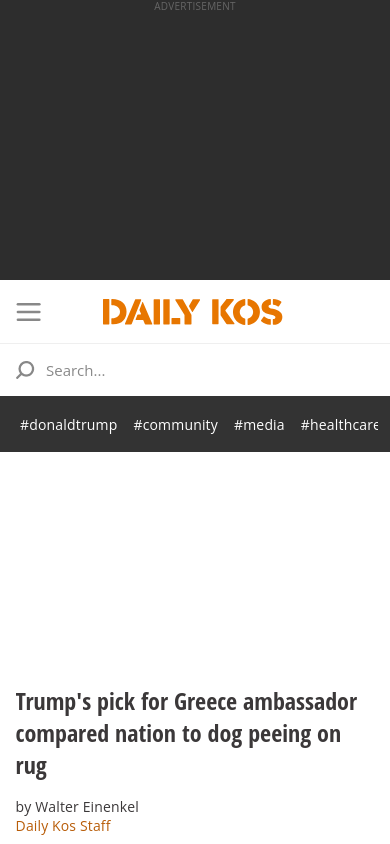 ADVERTISEMENT
DAILY KOS
Search...
#donaldtrump #community #media #healthcare
Trump's pick for Greece ambassador
compared nation to dog peeing on
rug
by Walter Einenkel
Daily Kos Staff